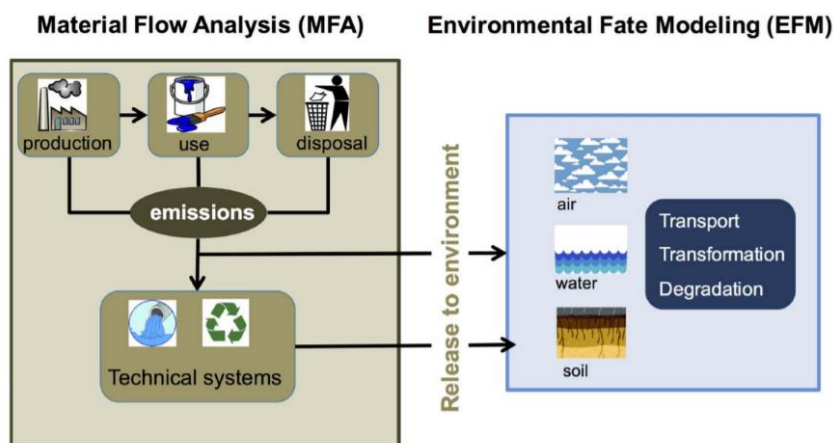 Material Flow Analysis (MFA)
Environmental Fate Modeling (EFM)
production
use
disposal
emissions
Technical systems
Release to environment
air
water
soil
Transport
Transformation
Degradation